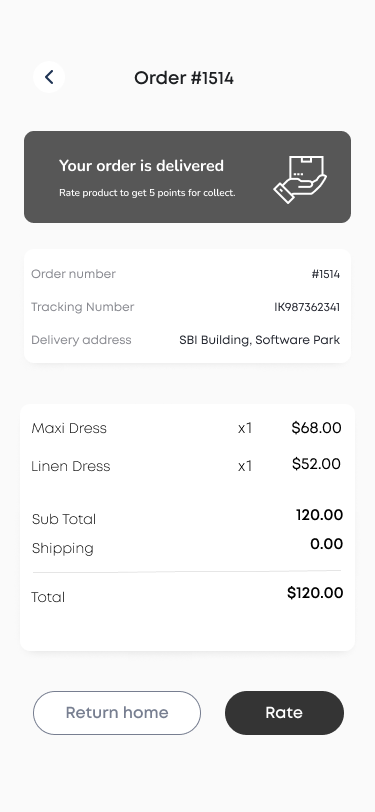 Order #1514
Your order is delivered
Rate product to get 5 points for collect.
Order number #1514
Tracking Number IK987362341
Delivery address SBI Building, Software Park
Maxi Dress x1 $68.00
Linen Dress x1 $52.00
Sub Total 120.00
Shipping 0.00
Total $120.00
Return home Rate